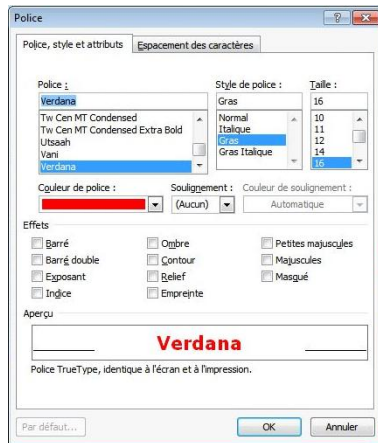 Police
Police, style et attributs
Espacement des caractères
Police :
Style de police :
Taille :
Verdana
Gras
16
Tw Cen MT Condensed
Tw Cen MT Condensed Extra Bold
Utsaah
Vani
Verdana
Normal
Italique
Gras
Gras Italique
10
11
12
14
16
Couleur de police :
Soulignement :
Couleur de soulignement :
(Aucun)
Automatique
Effets
Barré
Ombre
Petites majuscules
Barré double
Contour
Majuscules
Exposant
Relief
Masqué
Indice
Empreinte
Aperçu
Verdana
Police TrueType, identique à l'écran et à l'impression.
Par défaut...
OK
Annuler